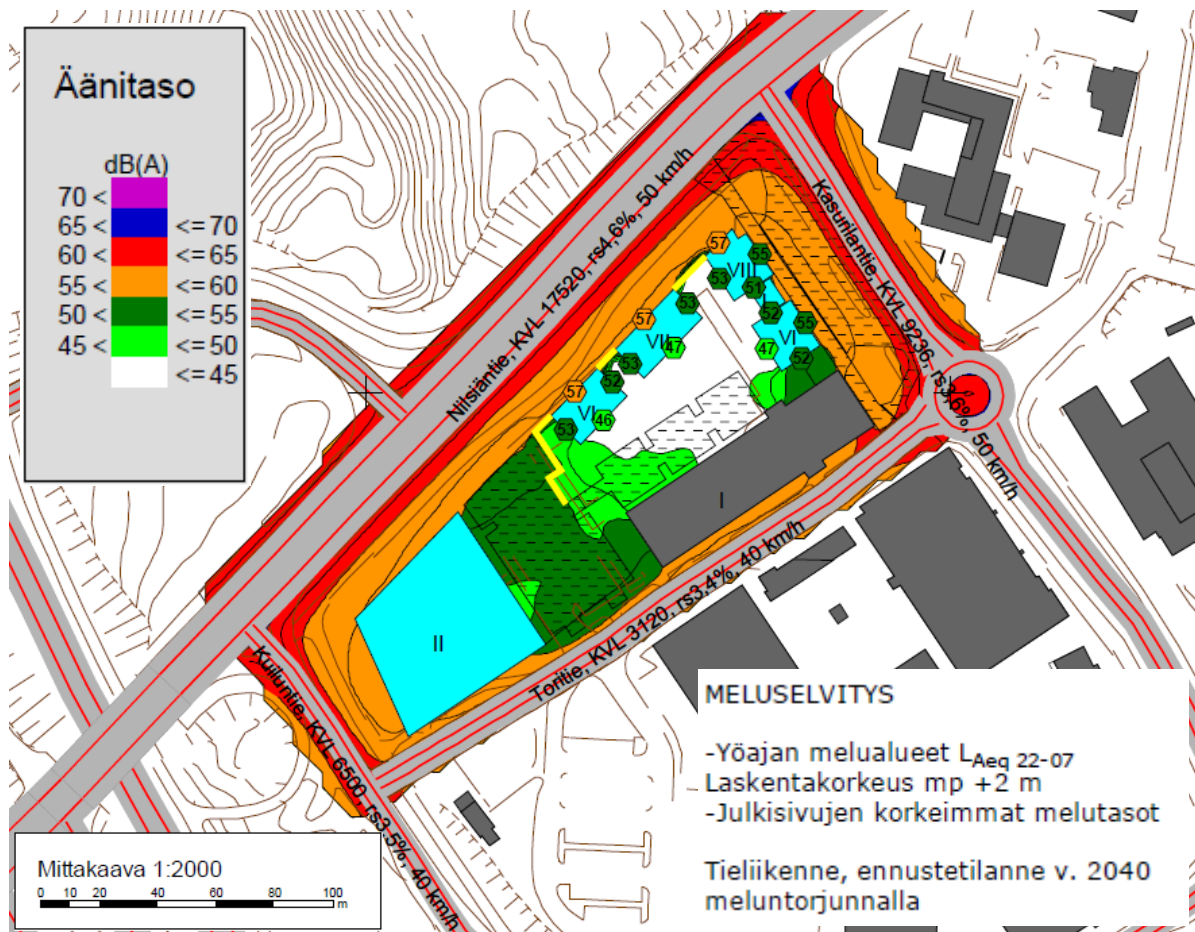 Äänitaso
dB(A)
70 <
65 < <= 70
60 < <= 65
55 < <= 60
50 < <= 55
45 < <= 50
<= 45
Nilsiäntie, KVL 17520, rs4,6%, 50 km/h
Kasurilantie, KVL 9236, rs3,6%, 50 km/h
Toritie, KVL 3120, rs3,4%, 40 km/h
Kuiluntie, KVL 6500, rs3,5%, 40 km/h
57
55
VIII
53
51
53
52
57
55
VII
VI
47
47
52
53
52
57
VI
46
53
I
II
MELUSELVITYS
-Yöajan melualueet LAeq 22-07
Laskentakorkeus mp +2 m
-Julkisivujen korkeimmat melutasot
Tieliikenne, ennustetilanne v. 2040
meluntorjunnalla
Mittakaava 1:2000
0 10 20 40 60 80 100
m